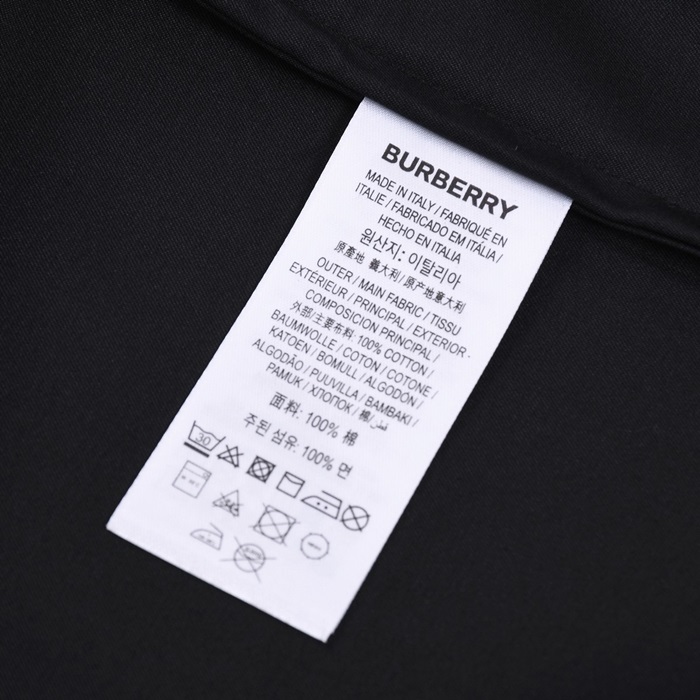 BURBERRY
MADE IN ITALY / FABRIQUÉ EN
ITALIE / FABRICADO EM ITÁLIA /
HECHO EN ITALIA
원산지: 이탈리아
原產地 義大利 / 原产地意大利
OUTER / MAIN FABRIC / TISSU
EXTÉRIEUR / PRINCIPAL / EXTERIOR -
COMPOSICION PRINCIPAL /
外部/主要布料: 100% COTTON /
BAUMWOLLE / COTON / COTONE /
KATOEN / BOMULL / ALGODÓN /
ALGODÃO / PUUVILLA / BAMBAKI /
PAMUK / ХЛОПОК / 棉/
面料: 100% 棉
주된 섬유: 100% 면
30